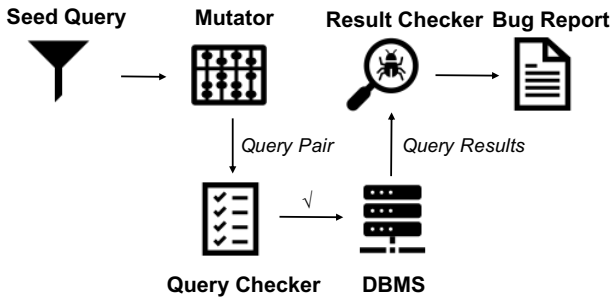 Seed Query
Mutator
Result Checker
Bug Report
Query Pair
Query Results
√
Query Checker
DBMS